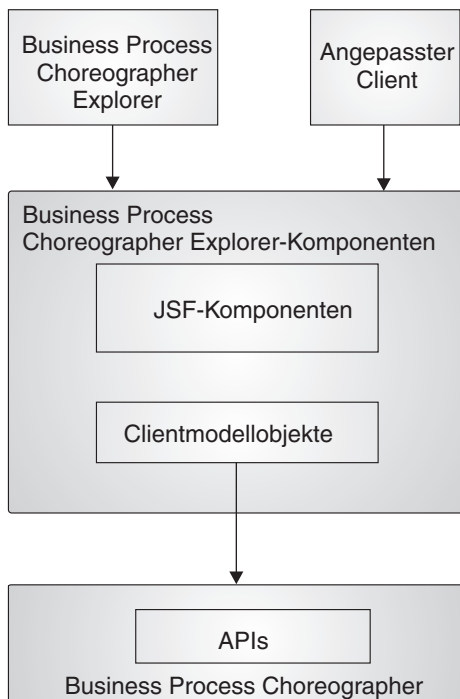 Business Process
Choreographer
Explorer
Angepasster
Client
Business Process
Choreographer Explorer-Komponenten
JSF-Komponenten
Clientmodellobjekte
APIs
Business Process Choreographer